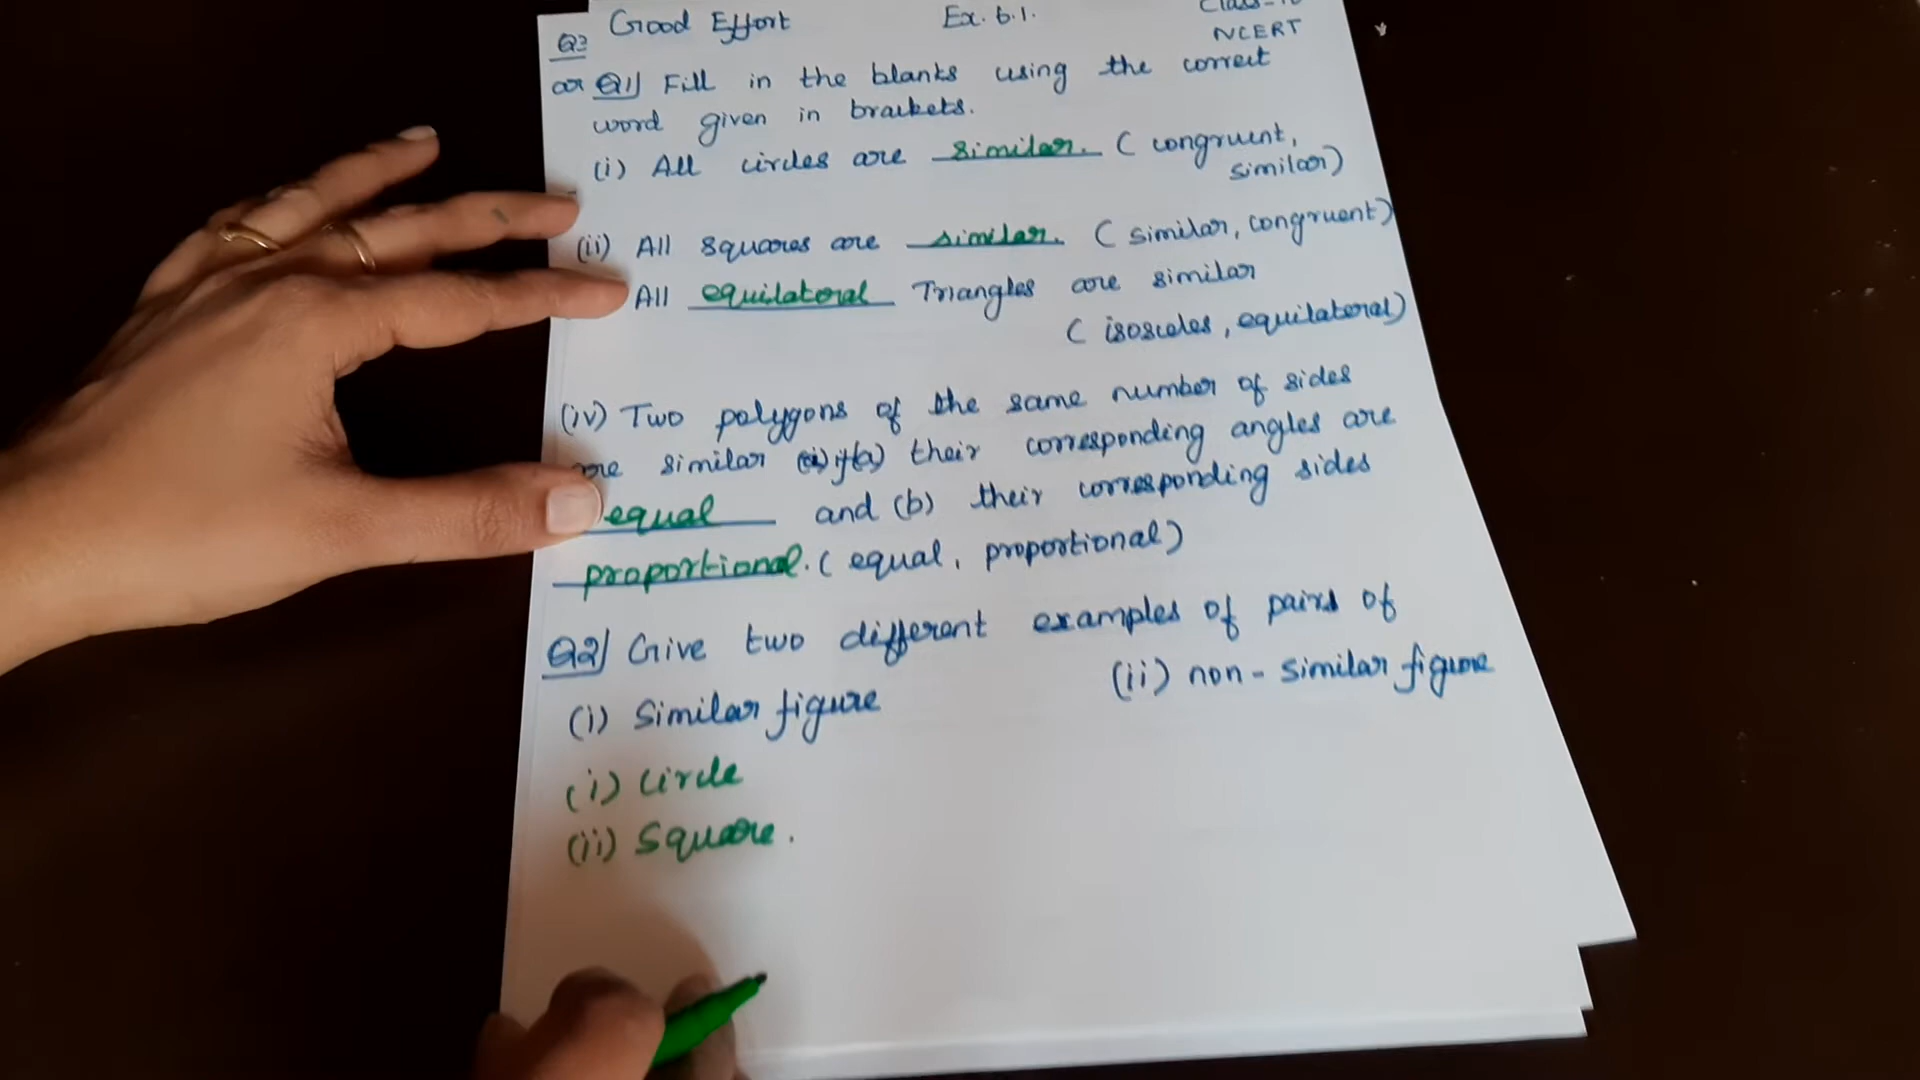 Good Effort Ex. 6.1. Class-10
Q2 NCERT
or Q1) Fill in the blanks using the correct
word given in brackets.
(i) All circles are similar. ( congruent,
similar)
(ii) All squares are similar. ( similar, congruent)
All equilateral Triangles are similar
( isosceles, equilateral)
(iv) Two polygons of the same number of sides
are similar if (a) their corresponding angles are
equal and (b) their corresponding sides
proportional. ( equal, proportional)
Q2) Give two different examples of pairs of
(i) Similar figure (ii) non-similar figure
(i) circle
(ii) Square.